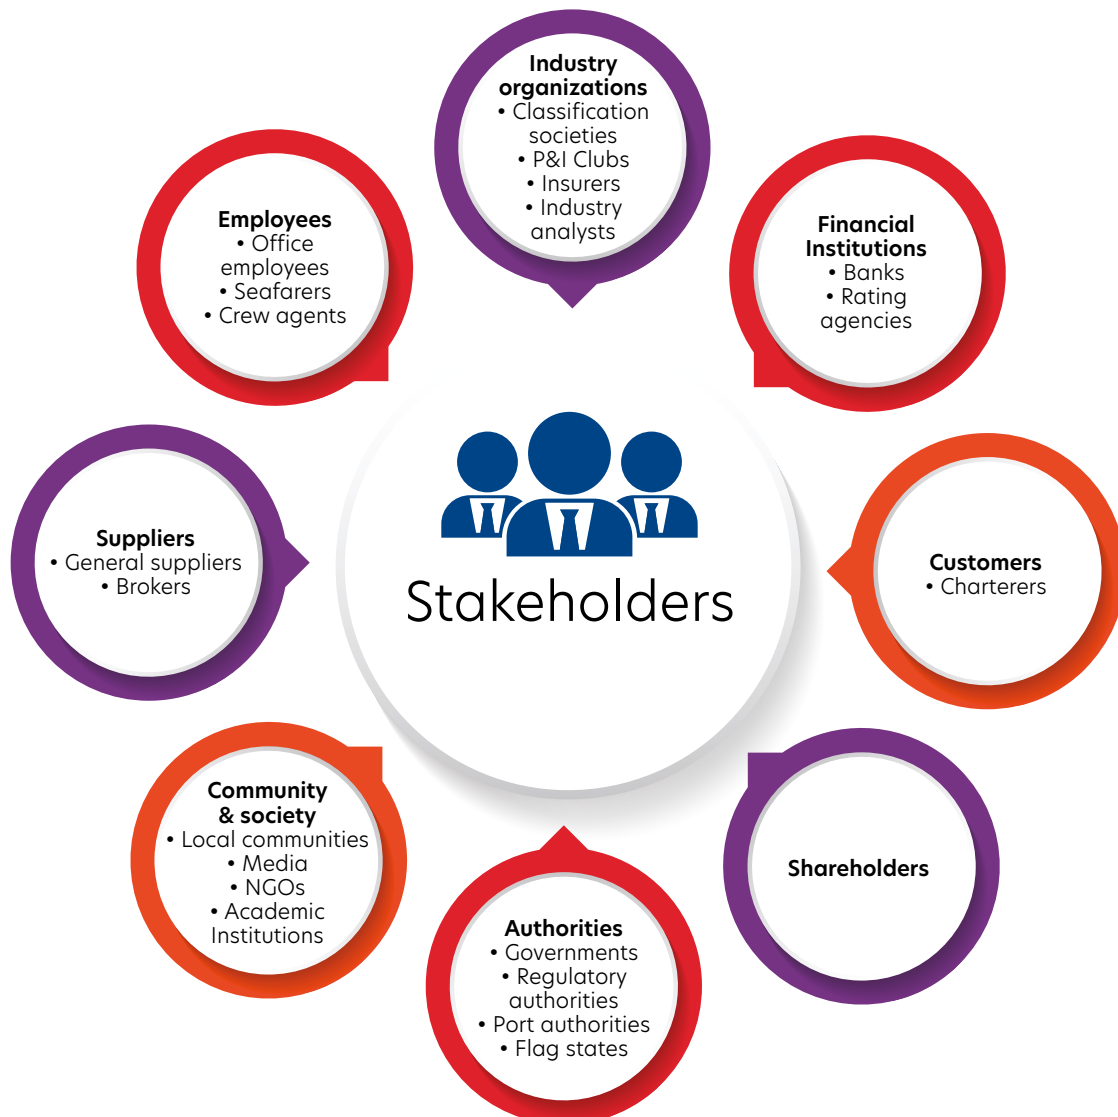 Industry
organizations
• Classification
societies
• P&I Clubs
• Insurers
• Industry
analysts
Financial
Institutions
• Banks
• Rating
agencies
Customers
• Charterers
Shareholders
Authorities
• Governments
• Regulatory
authorities
• Port authorities
• Flag states
Community
& society
• Local communities
• Media
• NGOs
• Academic
Institutions
Suppliers
• General suppliers
• Brokers
Employees
• Office
employees
• Seafarers
• Crew agents
Stakeholders